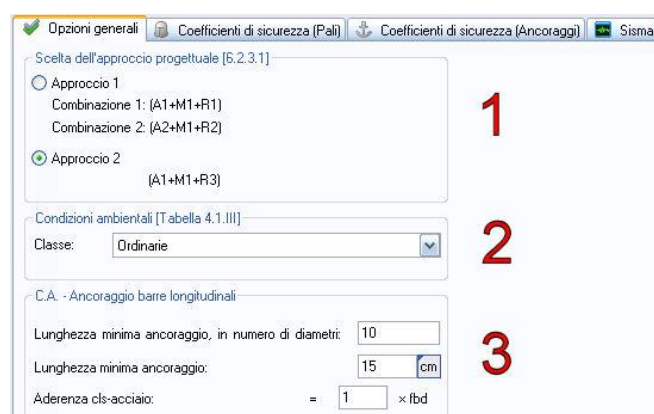 Opzioni generali Coefficienti di sicurezza (Pali) Coefficienti di sicurezza (Ancoraggi) Sisma
Scelta dell'approccio progettuale [6.2.3.1]
Approccio 1
Combinazione 1: (A1+M1+R1)
Combinazione 2: (A2+M1+R2)
1
Approccio 2
(A1+M1+R3)
Condizioni ambientali [Tabella 4.1.III]
Classe: Ordinarie
2
C.A. - Ancoraggio barre longitudinali
Lunghezza minima ancoraggio, in numero di diametri: 10
Lunghezza minima ancoraggio: 15 cm
3
Aderenza cls-acciaio: = 1 × fbd